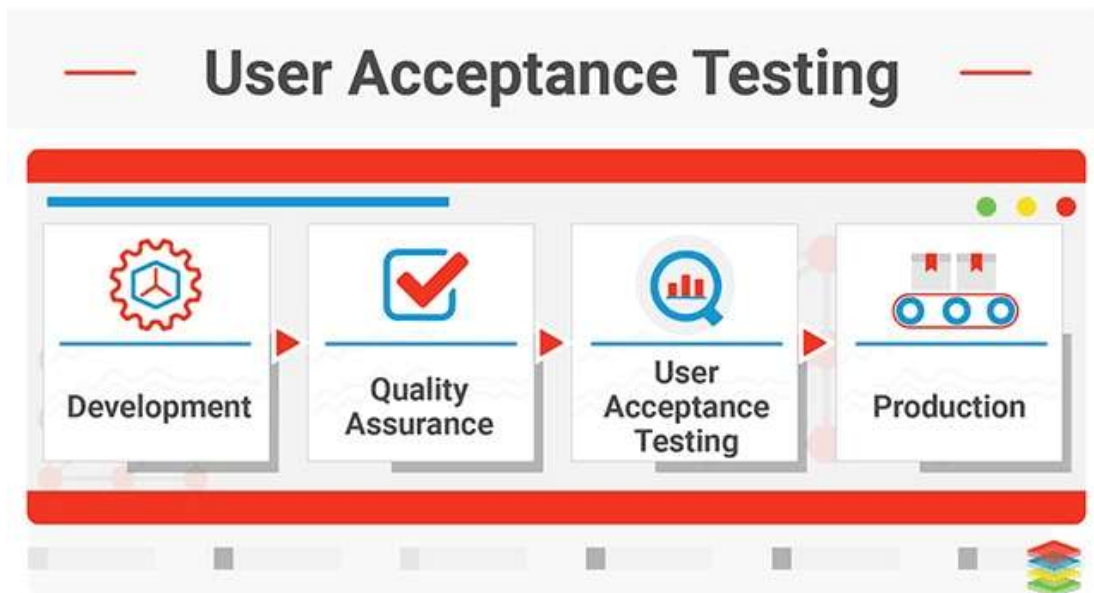 User Acceptance Testing
Development
Quality
Assurance
User
Acceptance
Testing
Production